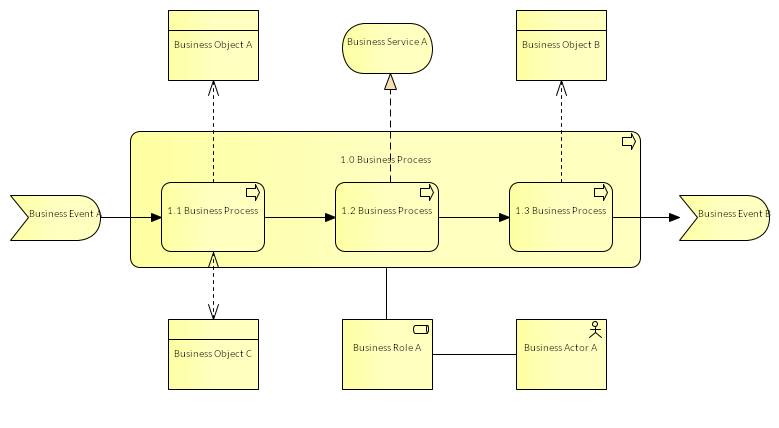 Business Object A
Business Service A
Business Object B
1.0 Business Process
Business Event A
1.1 Business Process
1.2 Business Process
1.3 Business Process
Business Event B
Business Object C
Business Role A
Business Actor A